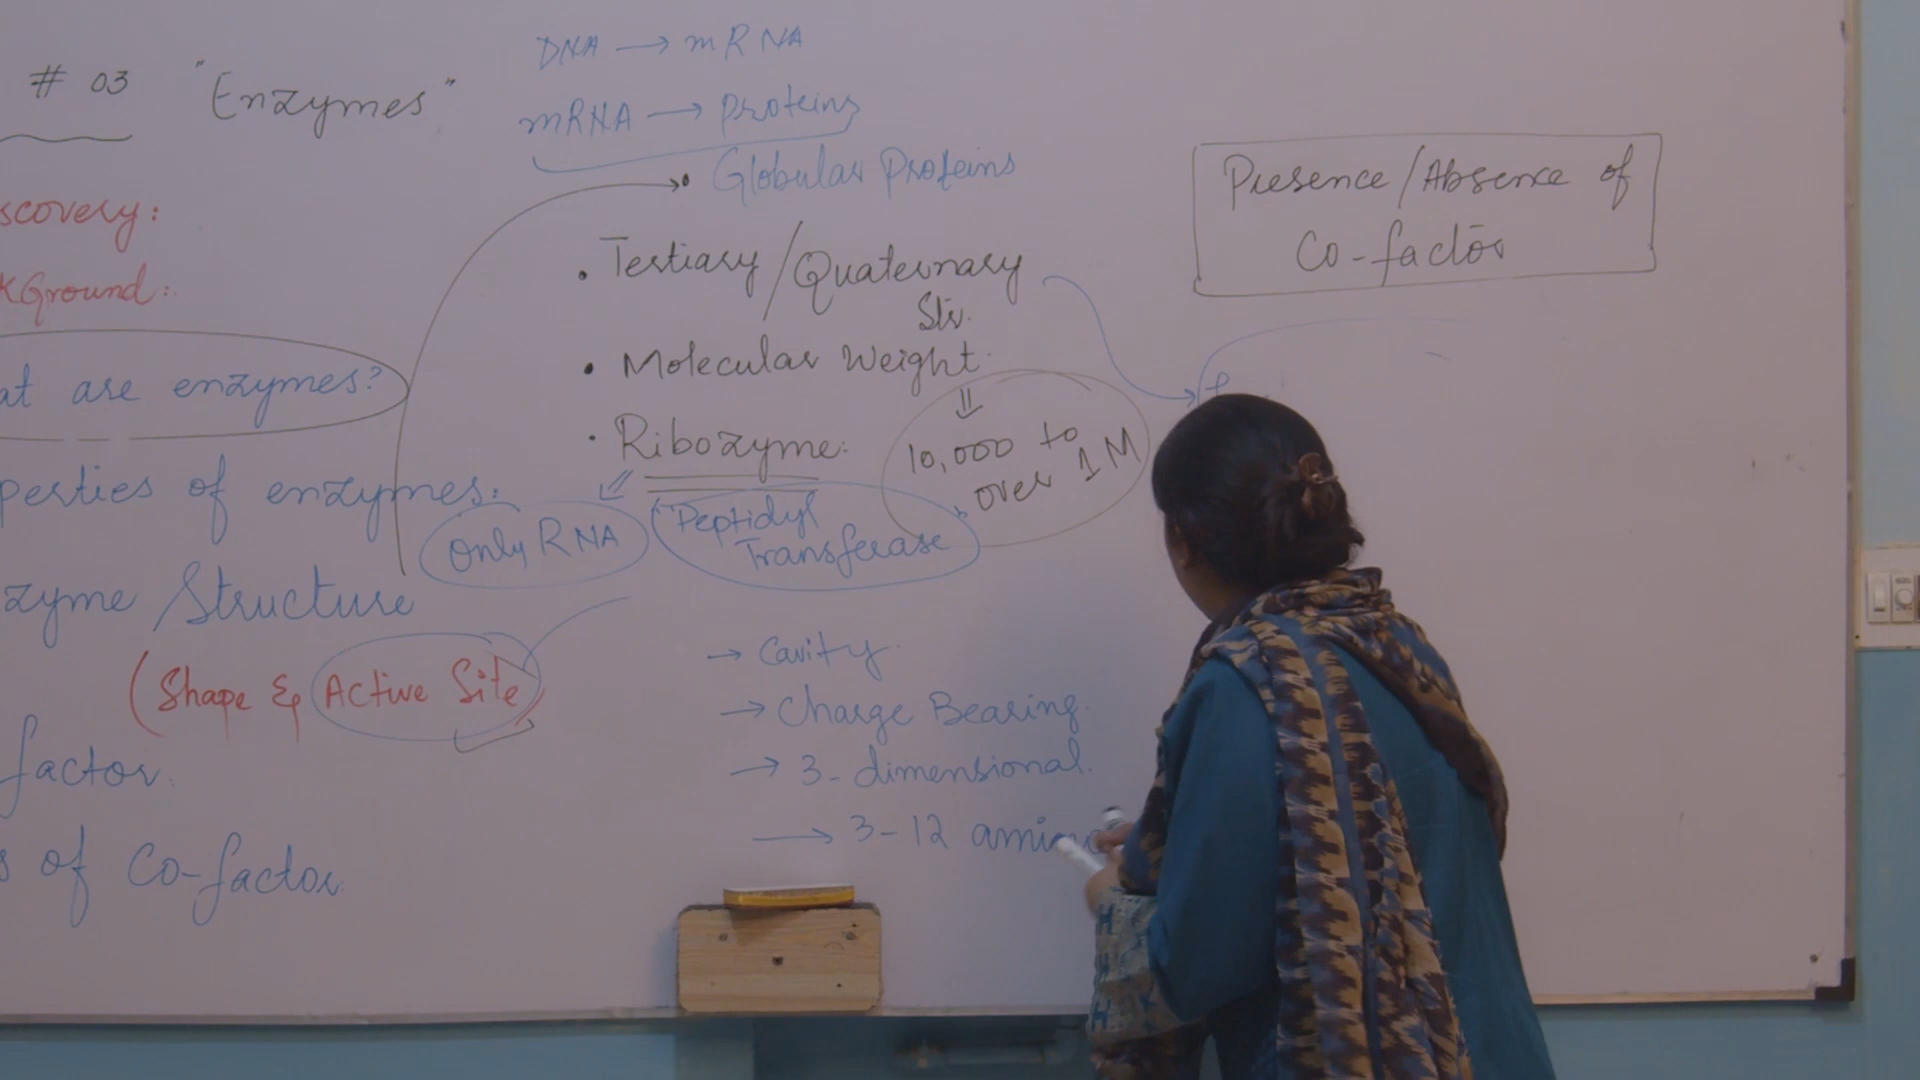 # 03 "Enzymes"
scovery:
kGround:
at are enzymes?
perties of enzymes:
zyme Structure
(Shape & Active Site)
factor.
s of Co-factor.
DNA → mRNA
mRNA → proteins
• Globular Proteins
• Tertiary/Quaternary
Str.
• Molecular Weight
⇓
10,000 to
over 1M
• Ribozyme:
Only RNA
Peptidyl
Transferase
→ Cavity.
→ Charge Bearing.
→ 3-dimensional.
→ 3-12 amino
Presence/Absence of
Co-factor